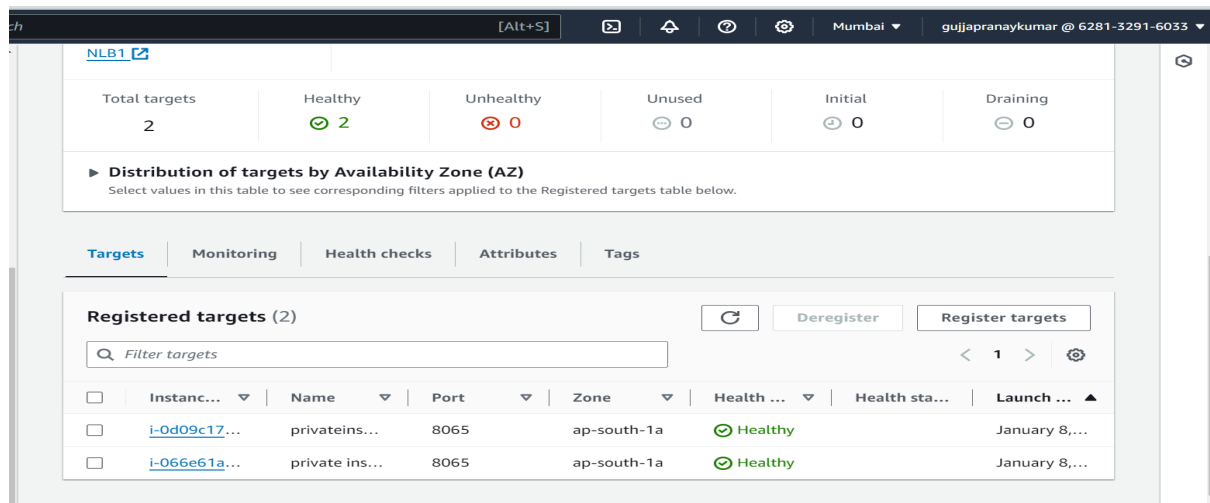 ch [Alt+S] Mumbai ▼ gujjapranaykumar @ 6281-3291-6033 ▼
NLB1
Total targets Healthy Unhealthy Unused Initial Draining
2 2 0 0 0 0
Distribution of targets by Availability Zone (AZ)
Select values in this table to see corresponding filters applied to the Registered targets table below.
Targets Monitoring Health checks Attributes Tags
Registered targets (2) Deregister Register targets
Filter targets 1
Instanc... Name Port Zone Health ... Health sta... Launch ...
i-0d09c17... privateins... 8065 ap-south-1a Healthy January 8,...
i-066e61a... private ins... 8065 ap-south-1a Healthy January 8,...